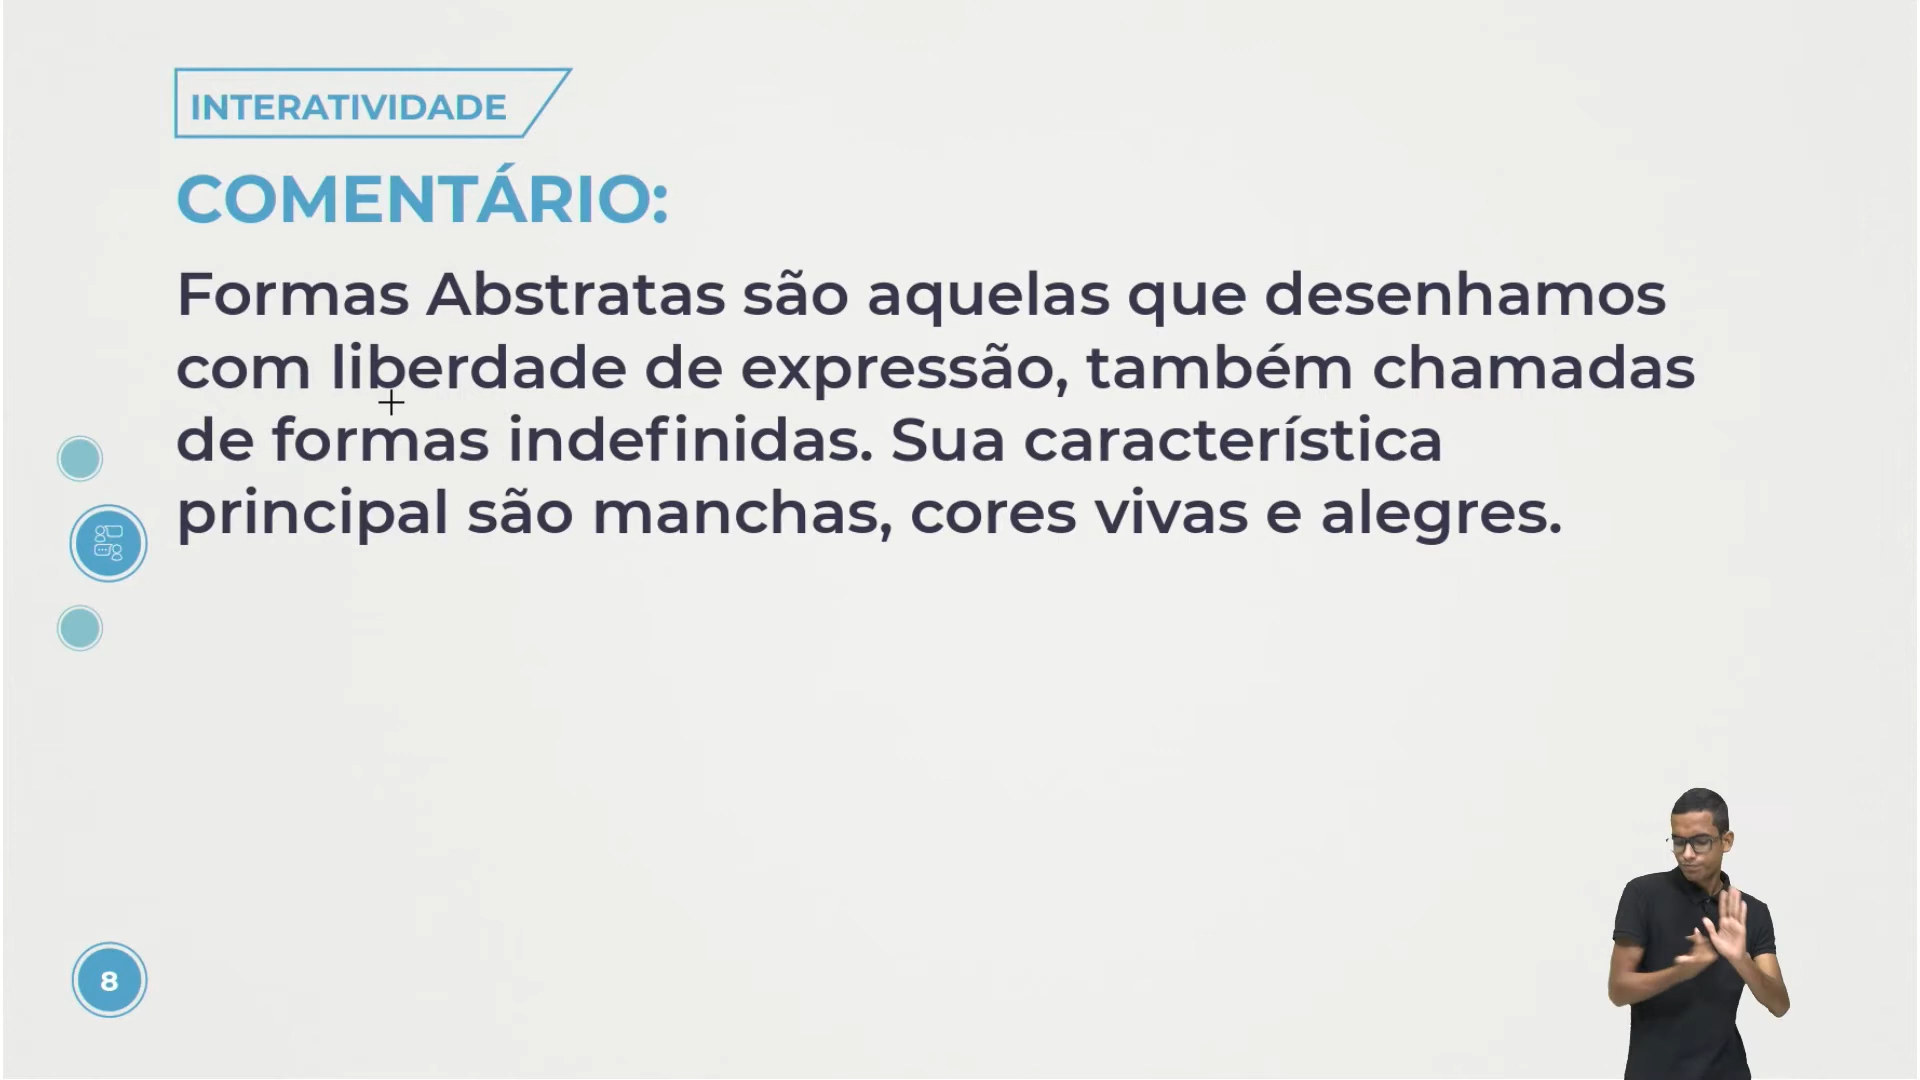 INTERATIVIDADE
COMENTÁRIO:
Formas Abstratas são aquelas que desenhamos
com liberdade de expressão, também chamadas
de formas indefinidas. Sua característica
principal são manchas, cores vivas e alegres.
8